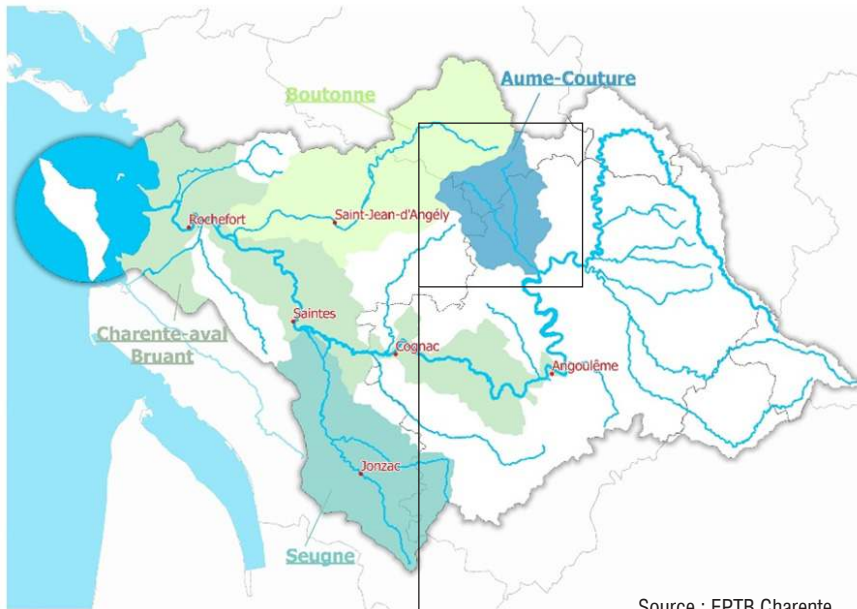 Aume-Couture
Boutonne
Rochefort
Saint-Jean-d'Angély
Saintes
Charente-aval
Bruant
Cognac
Angoulême
Jonzac
Seugne
Source : EPTB Charente